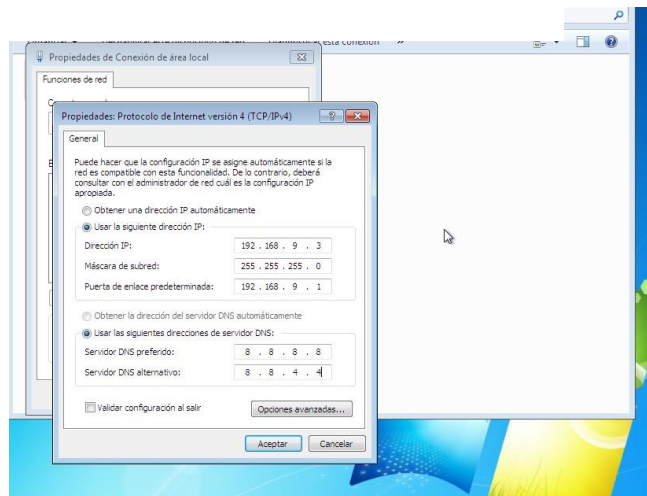 esta conexión »
Propiedades de Conexión de área local
Funciones de red
Propiedades: Protocolo de Internet versión 4 (TCP/IPv4)
General
Puede hacer que la configuración IP se asigne automáticamente si la
red es compatible con esta funcionalidad. De lo contrario, deberá
consultar con el administrador de red cuál es la configuración IP
apropiada.
Obtener una dirección IP automáticamente
Usar la siguiente dirección IP:
Dirección IP: 192 . 168 . 9 . 3
Máscara de subred: 255 . 255 . 255 . 0
Puerta de enlace predeterminada: 192 . 168 . 9 . 1
Obtener la dirección del servidor DNS automáticamente
Usar las siguientes direcciones de servidor DNS:
Servidor DNS preferido: 8 . 8 . 8 . 8
Servidor DNS alternativo: 8 . 8 . 4 . 4
Validar configuración al salir
Opciones avanzadas...
Aceptar Cancelar